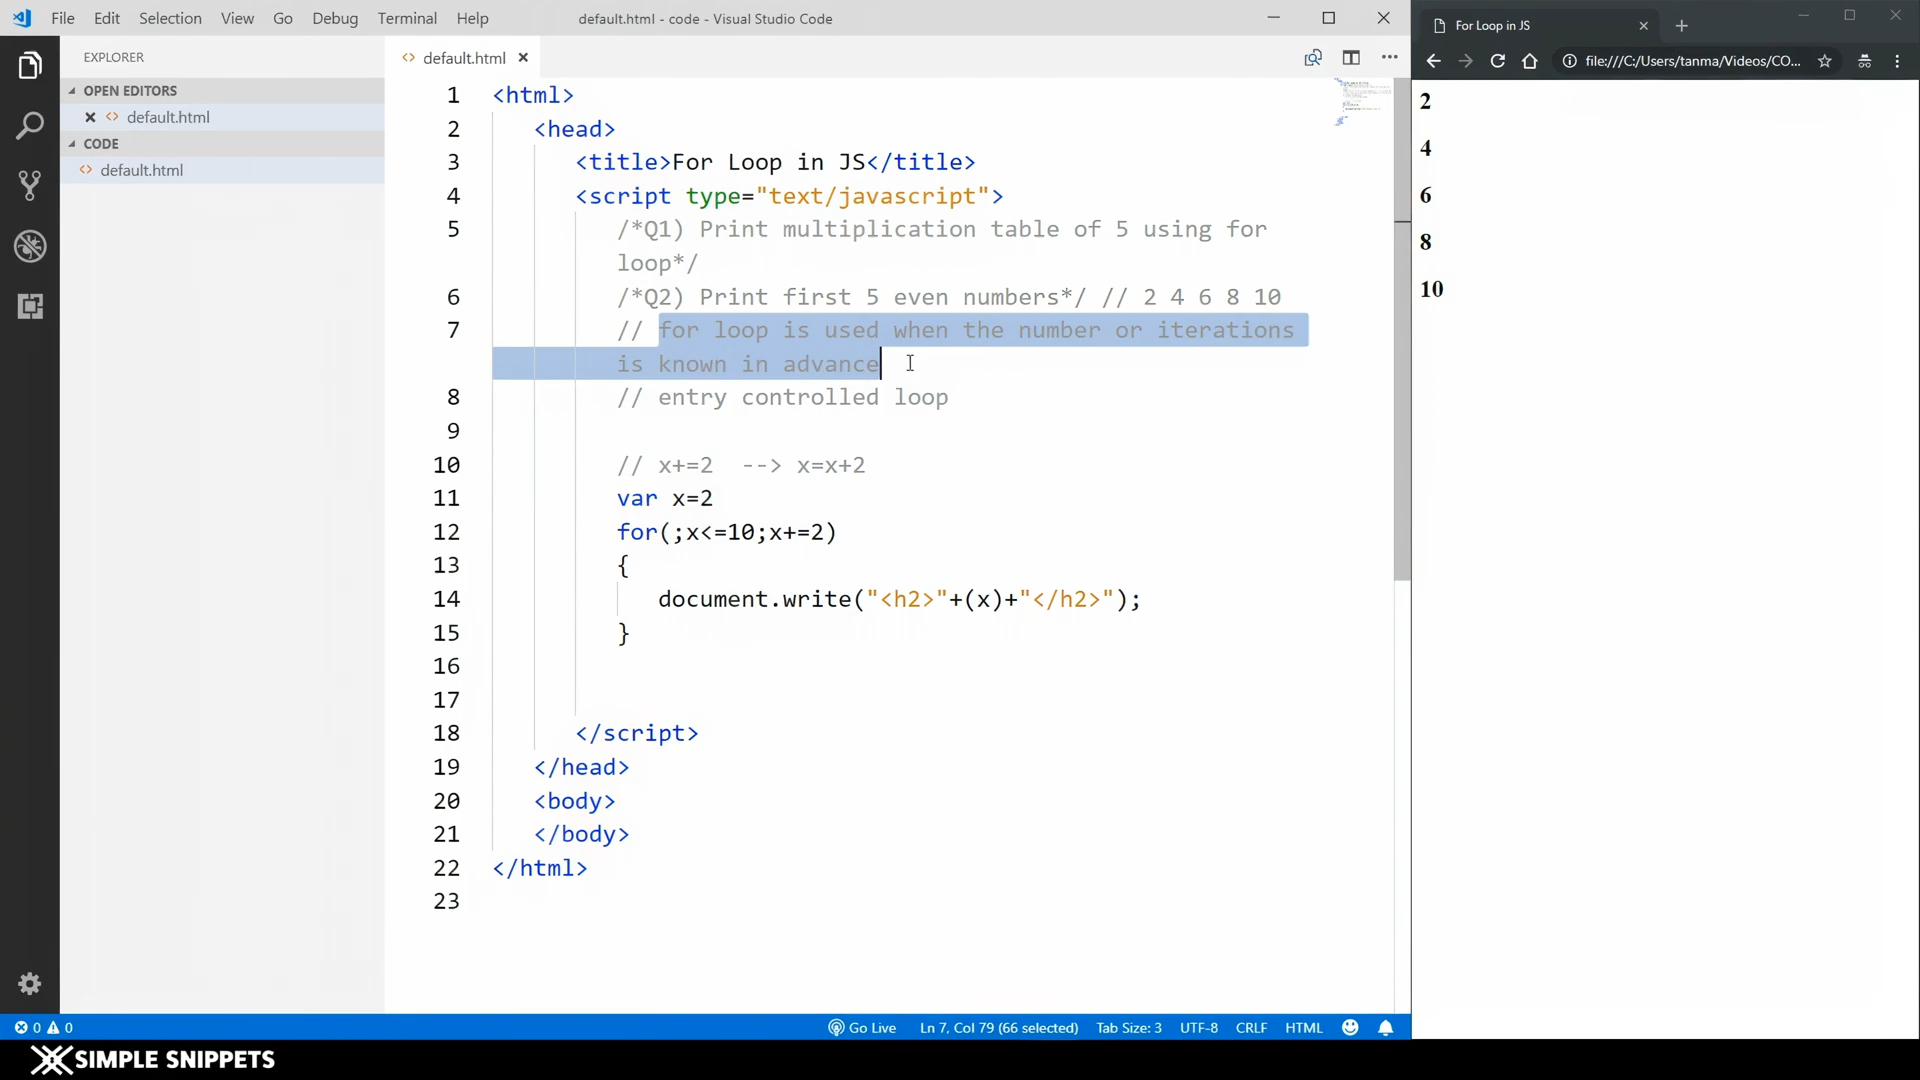 File Edit Selection View Go Debug Terminal Help
default.html - code - Visual Studio Code
EXPLORER
OPEN EDITORS
default.html
CODE
default.html
default.html
1 <html>
2 <head>
3 <title>For Loop in JS</title>
4 <script type="text/javascript">
5 /*Q1) Print multiplication table of 5 using for
loop*/
6 /*Q2) Print first 5 even numbers*/ // 2 4 6 8 10
7 // for loop is used when the number or iterations
is known in advance
8 // entry controlled loop
9
10 // x+=2 --> x=x+2
11 var x=2
12 for(;x<=10;x+=2)
13 {
14 document.write("<h2>"+(x)+"</h2>");
15 }
16
17
18 </script>
19 </head>
20 <body>
21 </body>
22 </html>
23
0 0
Go Live
Ln 7, Col 79 (66 selected)
Tab Size: 3
UTF-8
CRLF
HTML
For Loop in JS
file:///C:/Users/tanma/Videos/CO...
2
4
6
8
10
SIMPLE SNIPPETS